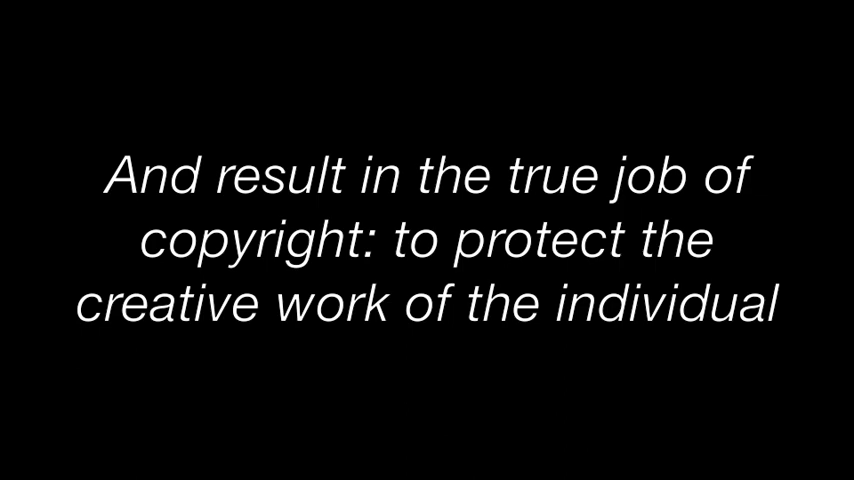 And result in the true job of
copyright: to protect the
creative work of the individual